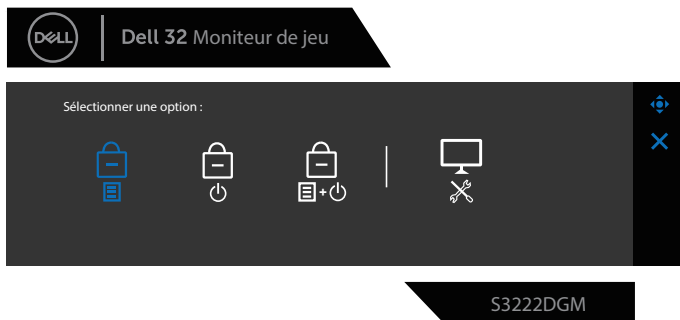 DELL
Dell 32 Moniteur de jeu
Sélectionner une option :
S3222DGM